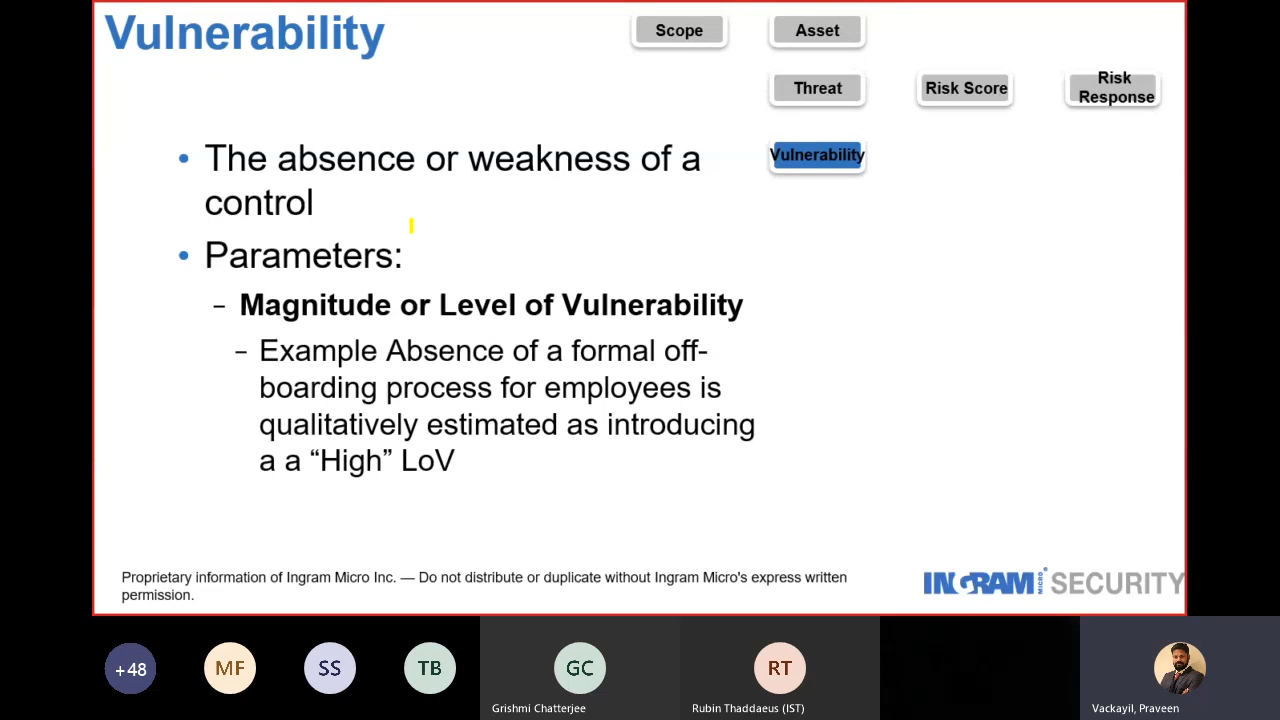 Vulnerability
Scope
Asset
Threat
Risk Score
Risk
Response
Vulnerability
• The absence or weakness of a
control
• Parameters:
– Magnitude or Level of Vulnerability
– Example Absence of a formal off-
boarding process for employees is
qualitatively estimated as introducing
a a “High” LoV
Proprietary information of Ingram Micro Inc. — Do not distribute or duplicate without Ingram Micro's express written
permission.
INGRAM MICRO SECURITY
+48
MF
SS
TB
GC
RT
Grishmi Chatterjee
Rubin Thaddaeus (IST)
Vackayil, Praveen